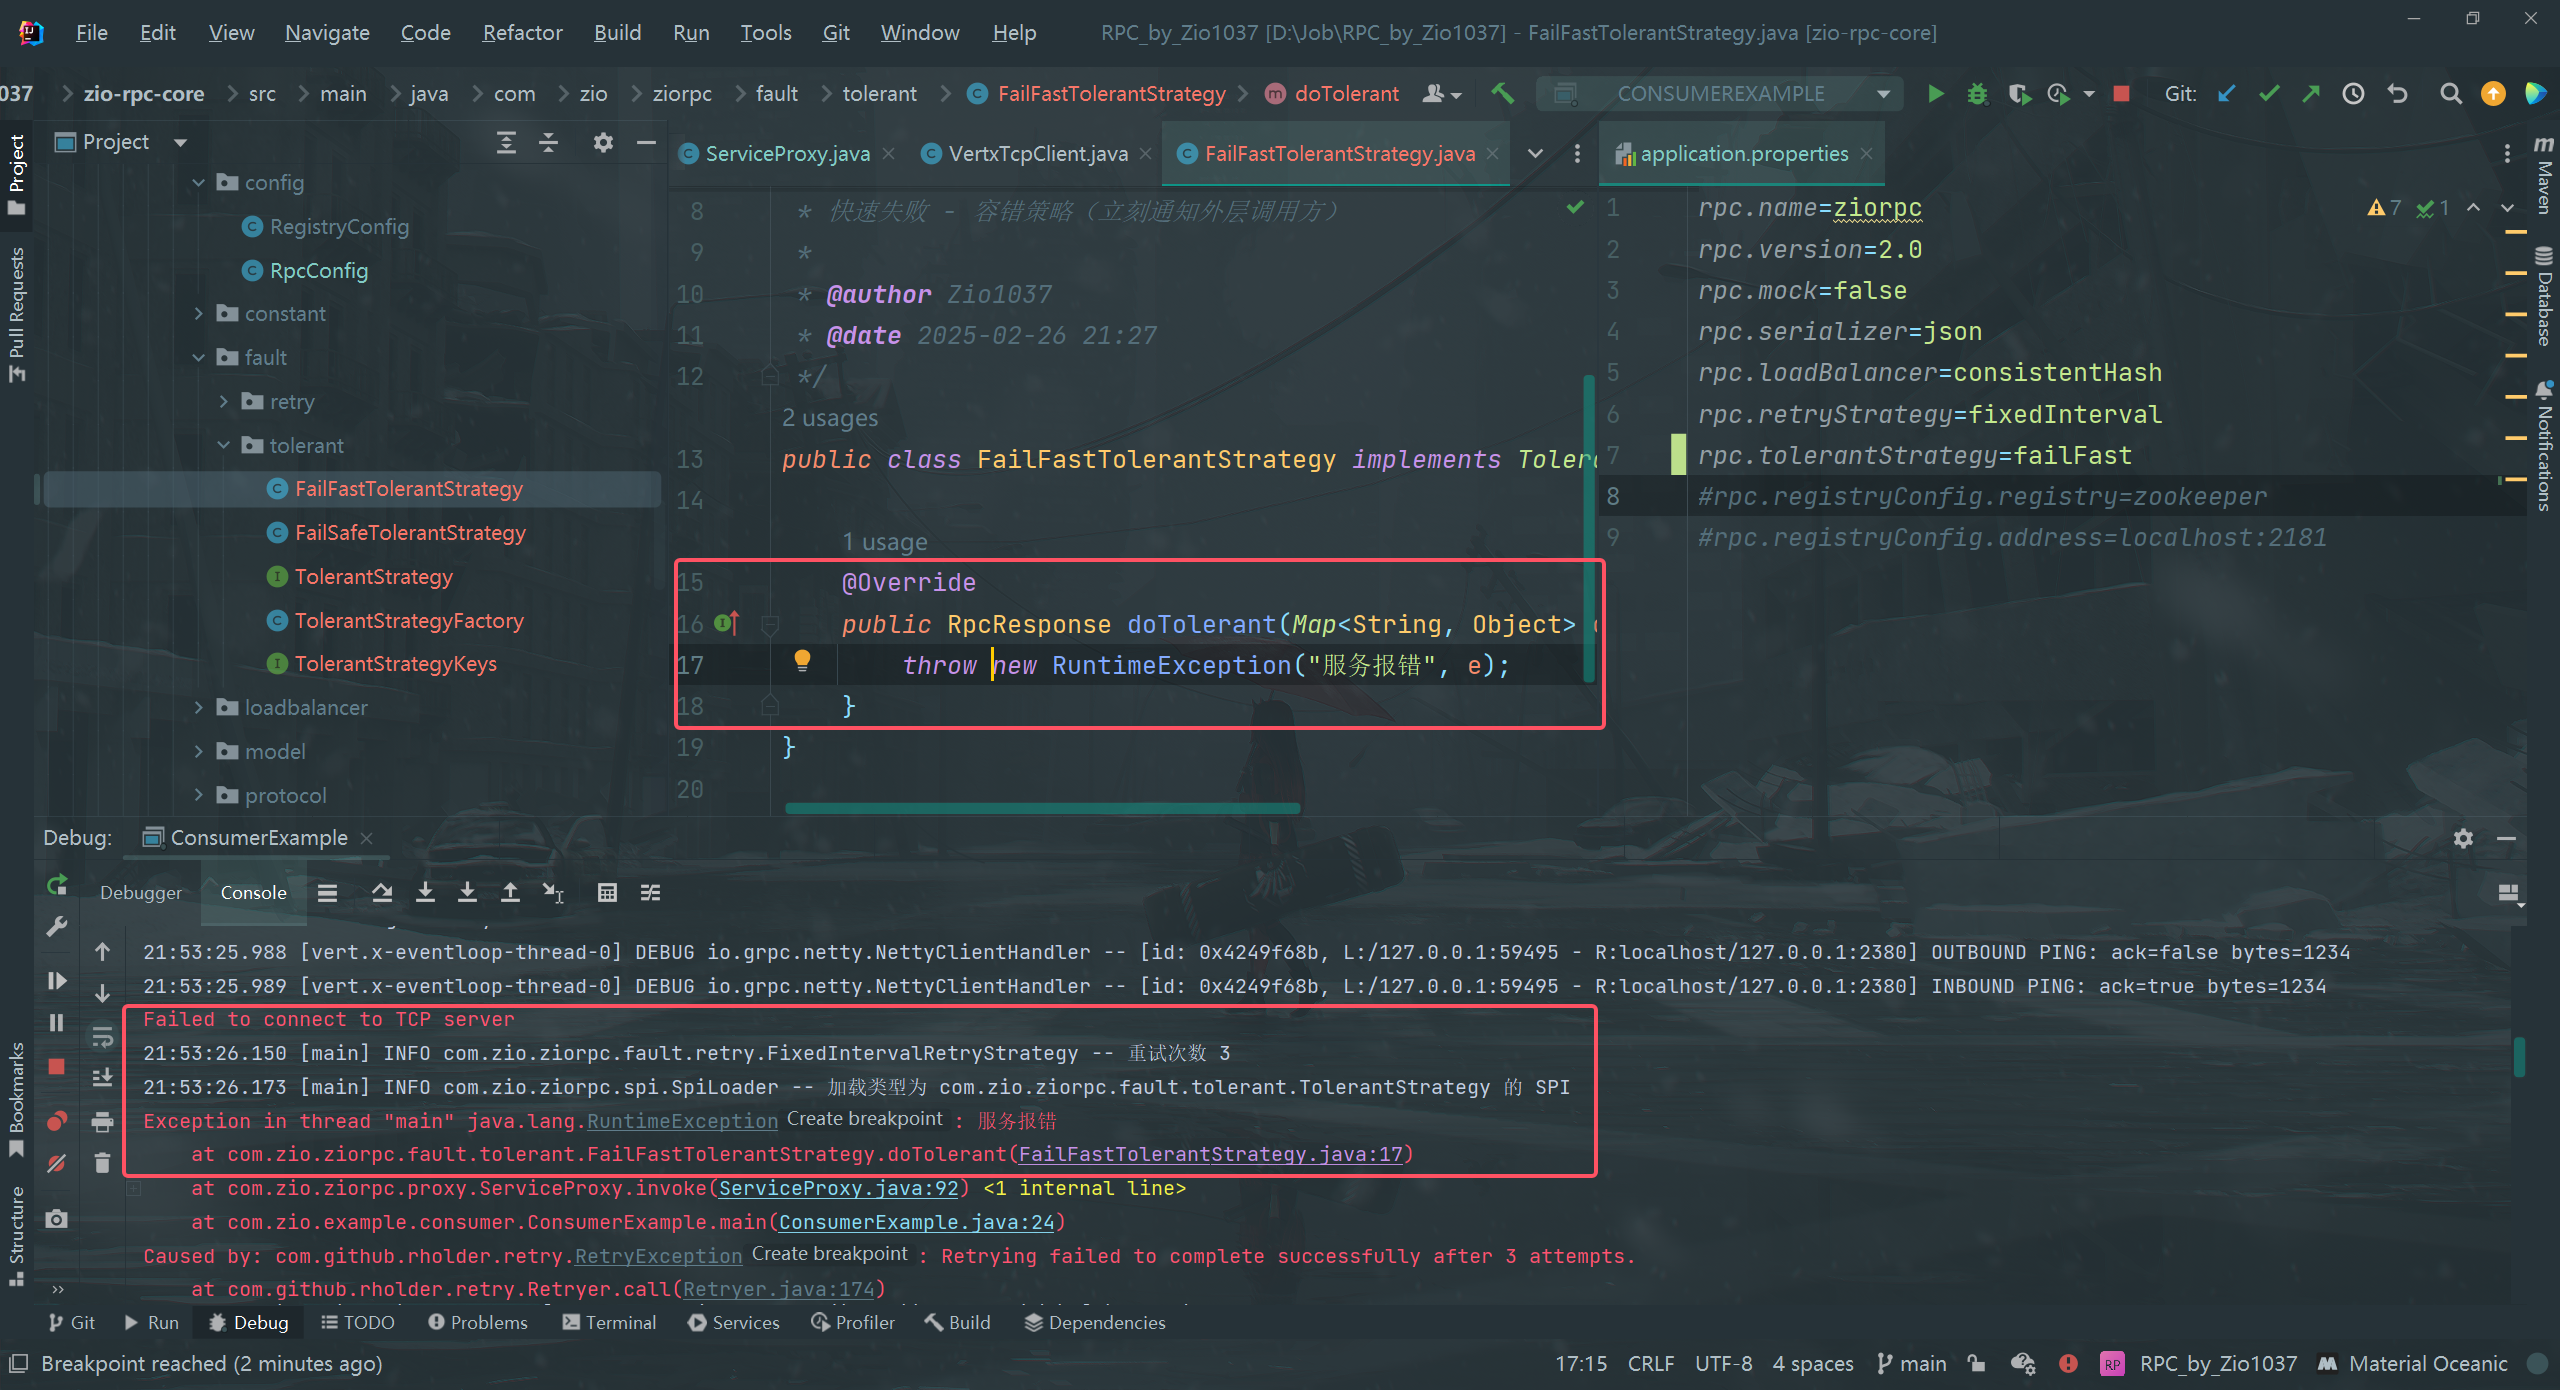 File Edit View Navigate Code Refactor Build Run Tools Git Window Help RPC_by_Zio1037 [D:\Job\RPC_by_Zio1037] - FailFastTolerantStrategy.java [zio-rpc-core]
037 zio-rpc-core src main java com zio ziorpc fault tolerant FailFastTolerantStrategy doTolerant CONSUMEREXAMPLE Git:
Project
Pull Requests
Bookmarks
Structure
Project
config
RegistryConfig
RpcConfig
constant
fault
retry
tolerant
FailFastTolerantStrategy
FailSafeTolerantStrategy
TolerantStrategy
TolerantStrategyFactory
TolerantStrategyKeys
loadbalancer
model
protocol
ServiceProxy.java VertxTcpClient.java FailFastTolerantStrategy.java
8 * 快速失败 - 容错策略（立刻通知外层调用方）
9 *
10 * @author Zio1037
11 * @date 2025-02-26 21:27
12 */
2 usages
13 public class FailFastTolerantStrategy implements Toler
14
1 usage
15 @Override
16 public RpcResponse doTolerant(Map<String, Object>
17 throw new RuntimeException("服务报错", e);
18 }
19 }
20
application.properties
7 1
1 rpc.name=ziorpc
2 rpc.version=2.0
3 rpc.mock=false
4 rpc.serializer=json
5 rpc.loadBalancer=consistentHash
6 rpc.retryStrategy=fixedInterval
7 rpc.tolerantStrategy=failFast
8 #rpc.registryConfig.registry=zookeeper
9 #rpc.registryConfig.address=localhost:2181
Maven
Database
Notifications
Debug: ConsumerExample
Debugger Console
21:53:25.988 [vert.x-eventloop-thread-0] DEBUG io.grpc.netty.NettyClientHandler -- [id: 0x4249f68b, L:/127.0.0.1:59495 - R:localhost/127.0.0.1:2380] OUTBOUND PING: ack=false bytes=1234
21:53:25.989 [vert.x-eventloop-thread-0] DEBUG io.grpc.netty.NettyClientHandler -- [id: 0x4249f68b, L:/127.0.0.1:59495 - R:localhost/127.0.0.1:2380] INBOUND PING: ack=true bytes=1234
Failed to connect to TCP server
21:53:26.150 [main] INFO com.zio.ziorpc.fault.retry.FixedIntervalRetryStrategy -- 重试次数 3
21:53:26.173 [main] INFO com.zio.ziorpc.spi.SpiLoader -- 加载类型为 com.zio.ziorpc.fault.tolerant.TolerantStrategy 的 SPI
Exception in thread "main" java.lang.RuntimeException Create breakpoint : 服务报错
at com.zio.ziorpc.fault.tolerant.FailFastTolerantStrategy.doTolerant(FailFastTolerantStrategy.java:17)
at com.zio.ziorpc.proxy.ServiceProxy.invoke(ServiceProxy.java:92) <1 internal line>
at com.zio.example.consumer.ConsumerExample.main(ConsumerExample.java:24)
Caused by: com.github.rholder.retry.RetryException Create breakpoint : Retrying failed to complete successfully after 3 attempts.
at com.github.rholder.retry.Retryer.call(Retryer.java:174)
Git Run Debug TODO Problems Terminal Services Profiler Build Dependencies
Breakpoint reached (2 minutes ago) 17:15 CRLF UTF-8 4 spaces main RP RPC_by_Zio1037 Material Oceanic